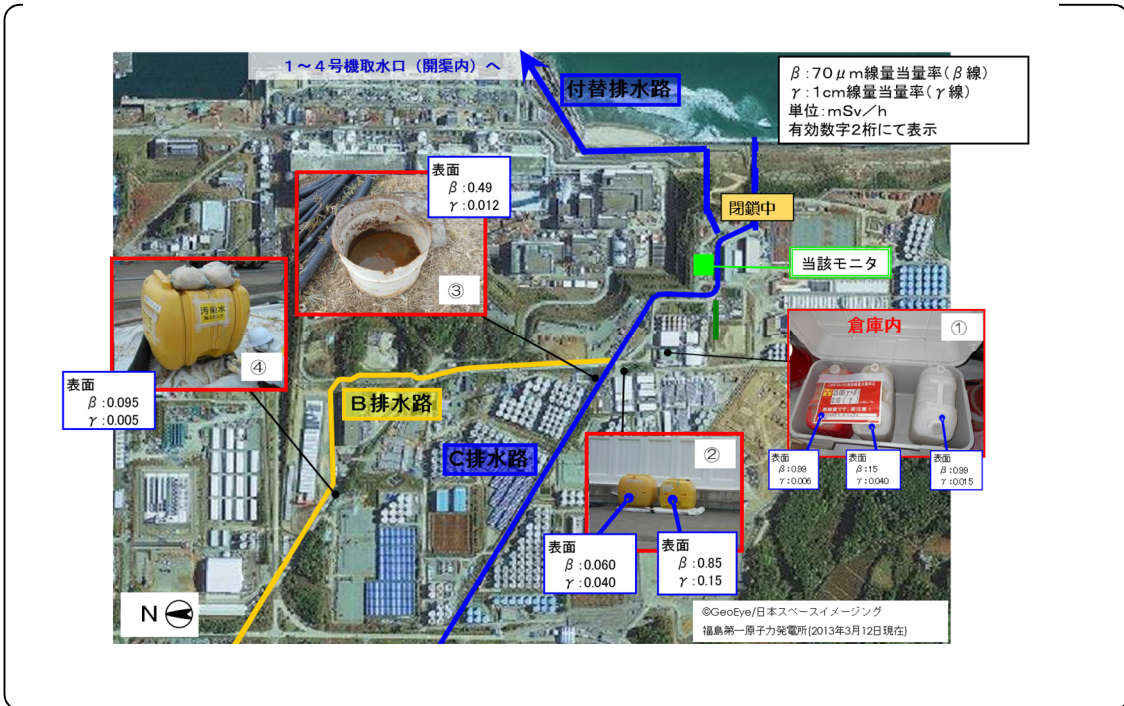 1～4号機取水口（開渠内）へ
付替排水路
β:70μm線量当量率(β線)
γ:1cm線量当量率(γ線)
単位:mSv／h
有効数字2桁にて表示
表面
β:0.49
γ:0.012
③
閉鎖中
当該モニタ
汚染水
④
表面
β:0.095
γ:0.005
倉庫内
①
表面
β:0.99
γ:0.006
表面
β:15
γ:0.040
表面
β:0.99
γ:0.015
B排水路
C排水路
②
表面
β:0.060
γ:0.040
表面
β:0.85
γ:0.15
N
©GeoEye/日本スペースイメージング
福島第一原子力発電所(2013年3月12日現在)